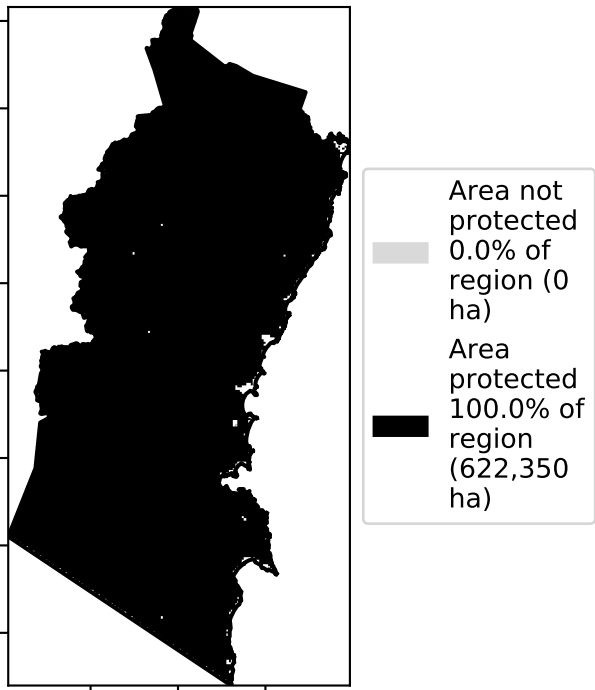 Area not
protected
0.0% of
region (0
ha)
Area
protected
100.0% of
region
(622,350
ha)